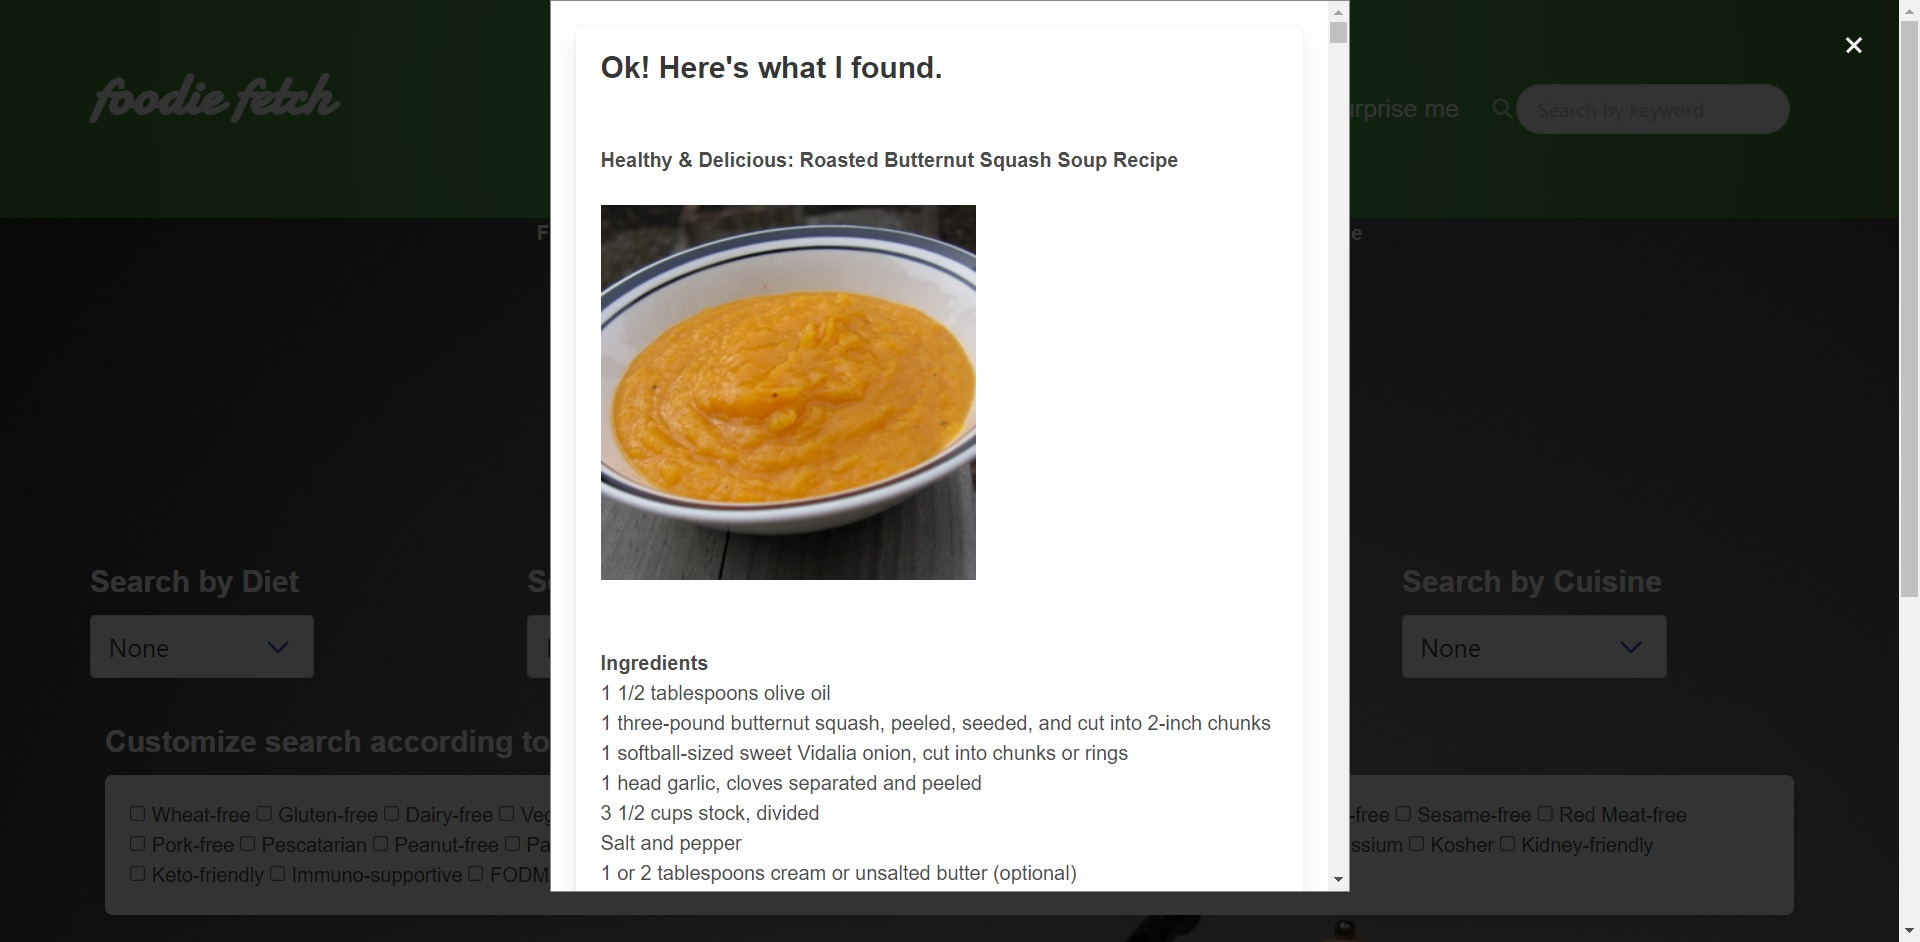 foodie fetch
urprise me
Search by keyword
Ok! Here's what I found.
Healthy & Delicious: Roasted Butternut Squash Soup Recipe
Ingredients
1 1/2 tablespoons olive oil
1 three-pound butternut squash, peeled, seeded, and cut into 2-inch chunks
1 softball-sized sweet Vidalia onion, cut into chunks or rings
1 head garlic, cloves separated and peeled
3 1/2 cups stock, divided
Salt and pepper
1 or 2 tablespoons cream or unsalted butter (optional)
Search by Diet
None
Search by Cuisine
None
Customize search according to
Wheat-free Gluten-free Dairy-free Veg
-free Sesame-free Red Meat-free
Pork-free Pescatarian Peanut-free Pa
ssium Kosher Kidney-friendly
Keto-friendly Immuno-supportive FODM